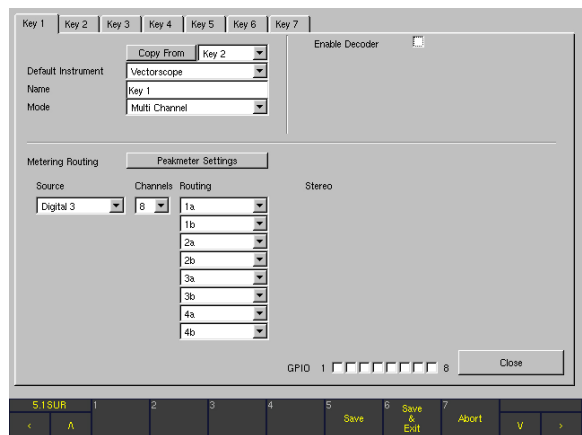 Key 1 Key 2 Key 3 Key 4 Key 5 Key 6 Key 7
Copy From Key 2
Enable Decoder
Default Instrument Vectorscope
Name Key 1
Mode Multi Channel
Metering Routing Peakmeter Settings
Source Channels Routing Stereo
Digital 3 8 1a
1b
2a
2b
3a
3b
4a
4b
GPIO 1 8
Close
5.1SUR 1 2 3 4 5 Save 6 Save & Exit 7 Abort
< Λ V >